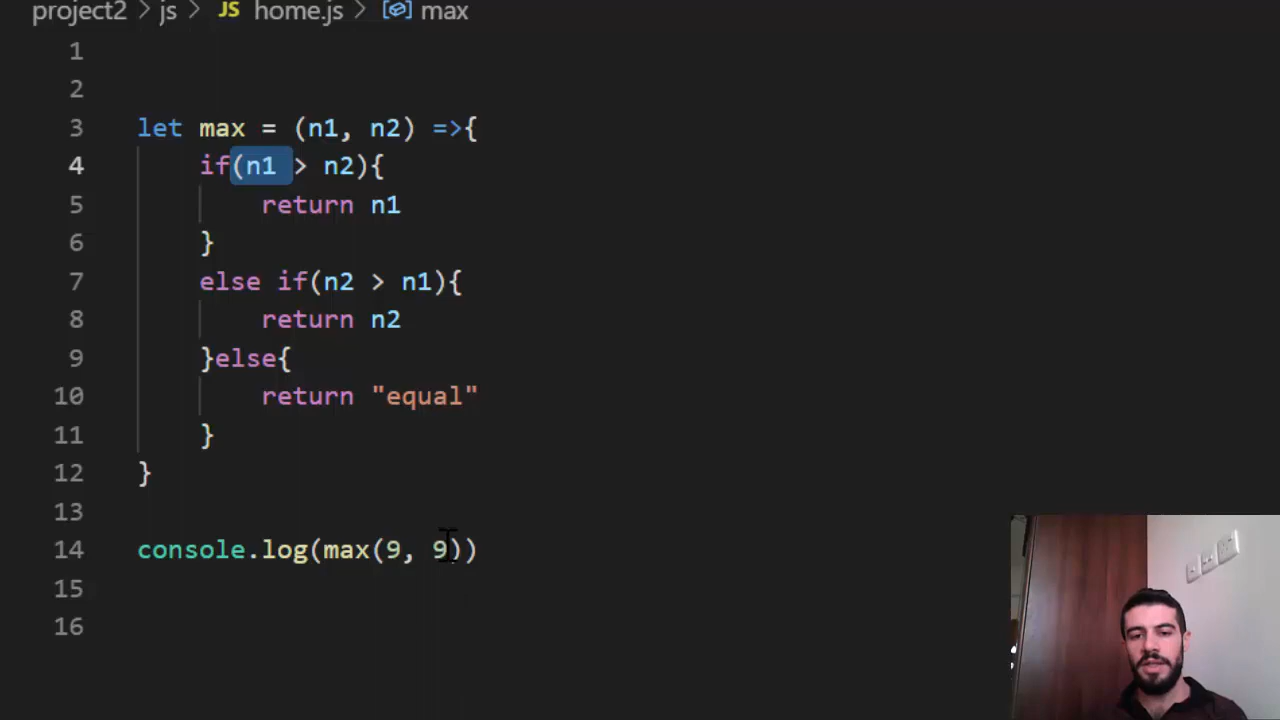 project2 > js > JS home.js > max
1
2
3 let max = (n1, n2) =>{
4 if(n1 > n2){
5 return n1
6 }
7 else if(n2 > n1){
8 return n2
9 }else{
10 return "equal"
11 }
12 }
13
14 console.log(max(9, 9))
15
16